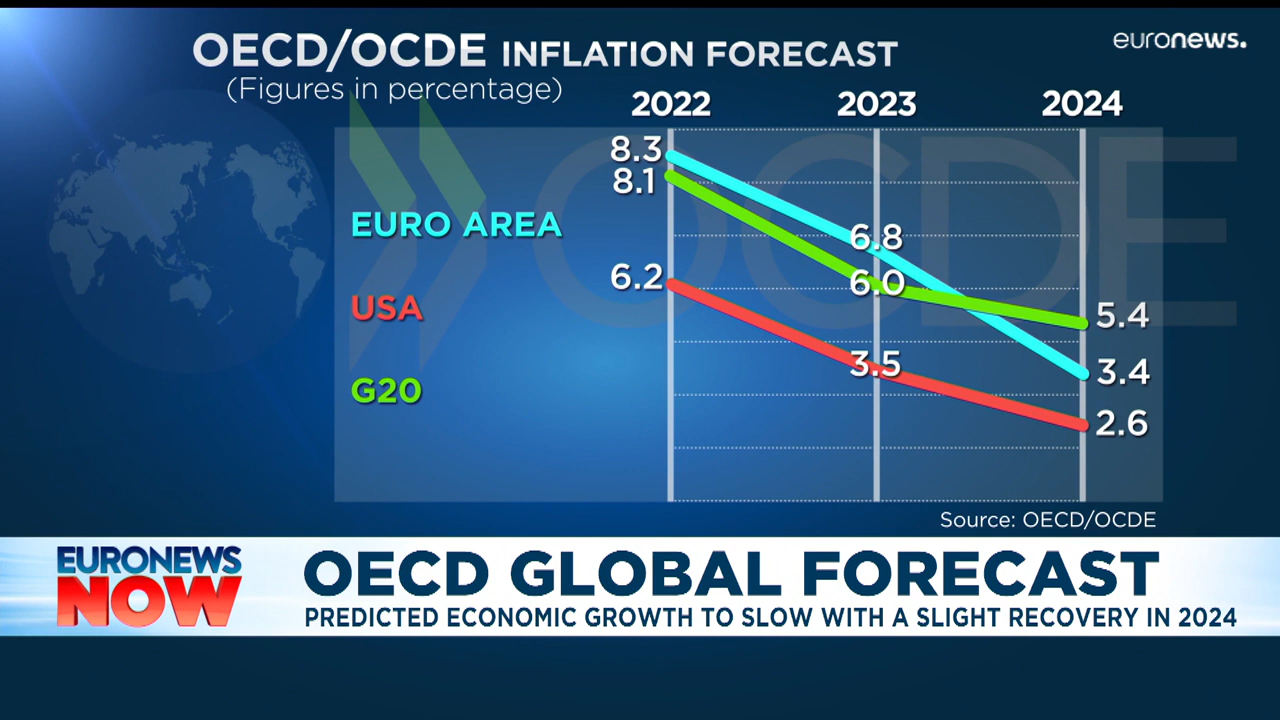 OECD/OCDE INFLATION FORECAST
(Figures in percentage)
euronews.
2022 2023 2024
8.3
8.1
EURO AREA
6.8
6.2
6.0
USA
5.4
3.5
3.4
G20
2.6
OCDE
Source: OECD/OCDE
EURONEWS
NOW
OECD GLOBAL FORECAST
PREDICTED ECONOMIC GROWTH TO SLOW WITH A SLIGHT RECOVERY IN 2024